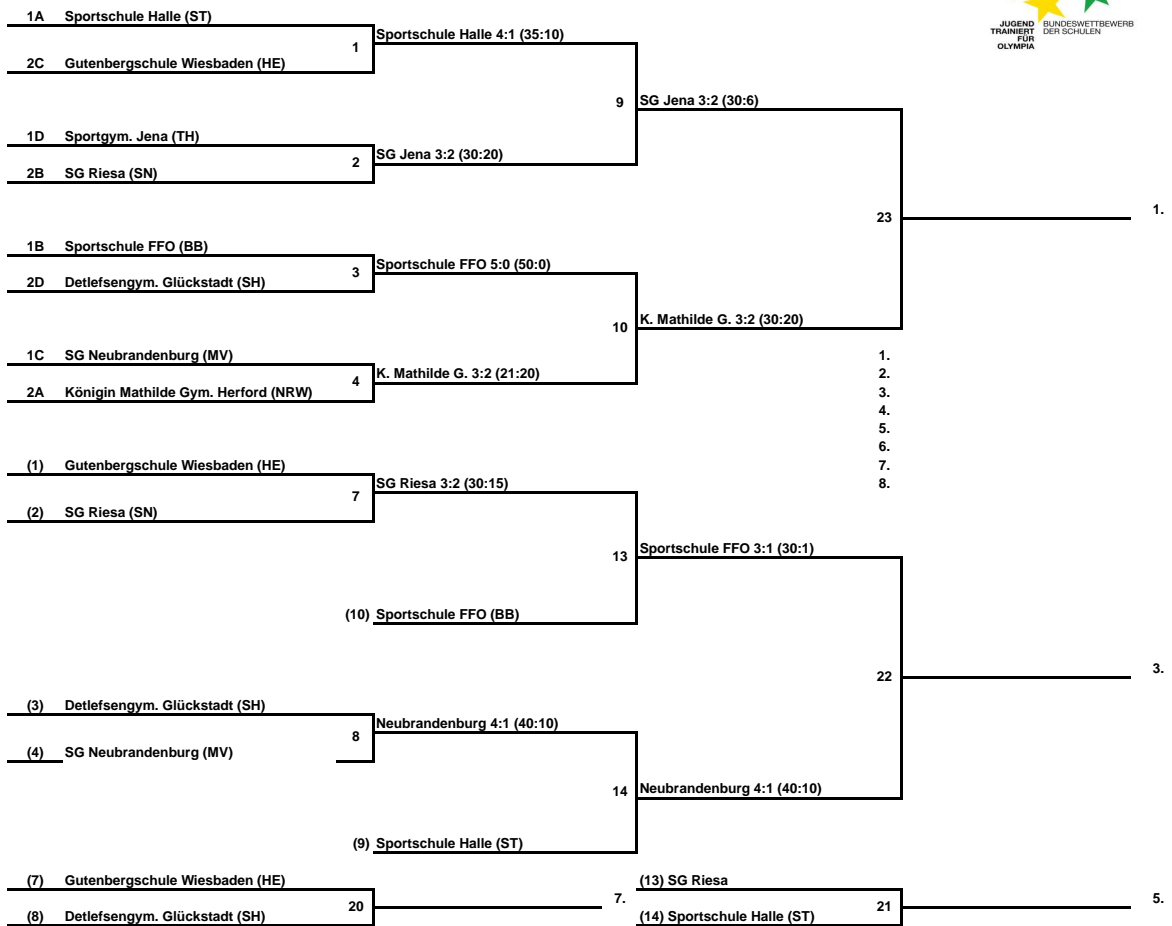 1A Sportschule Halle (ST)
JUGEND TRAINIERT FÜR OLYMPIA
BUNDESWETTBEWERB DER SCHULEN
1 Sportschule Halle 4:1 (35:10)
2C Gutenbergschule Wiesbaden (HE)
9 SG Jena 3:2 (30:6)
1D Sportgym. Jena (TH)
2 SG Jena 3:2 (30:20)
2B SG Riesa (SN)
23 1.
1B Sportschule FFO (BB)
3 Sportschule FFO 5:0 (50:0)
2D Detlefsengym. Glückstadt (SH)
10 K. Mathilde G. 3:2 (30:20)
1C SG Neubrandenburg (MV)
4 K. Mathilde G. 3:2 (21:20)
2A Königin Mathilde Gym. Herford (NRW)
1.
2.
3.
4.
5.
6.
7.
8.
(1) Gutenbergschule Wiesbaden (HE)
7 SG Riesa 3:2 (30:15)
(2) SG Riesa (SN)
13 Sportschule FFO 3:1 (30:1)
(10) Sportschule FFO (BB)
22 3.
(3) Detlefsengym. Glückstadt (SH)
8 Neubrandenburg 4:1 (40:10)
(4) SG Neubrandenburg (MV)
14 Neubrandenburg 4:1 (40:10)
(9) Sportschule Halle (ST)
(7) Gutenbergschule Wiesbaden (HE)
20 7.
(8) Detlefsengym. Glückstadt (SH)
(13) SG Riesa
21 5.
(14) Sportschule Halle (ST)